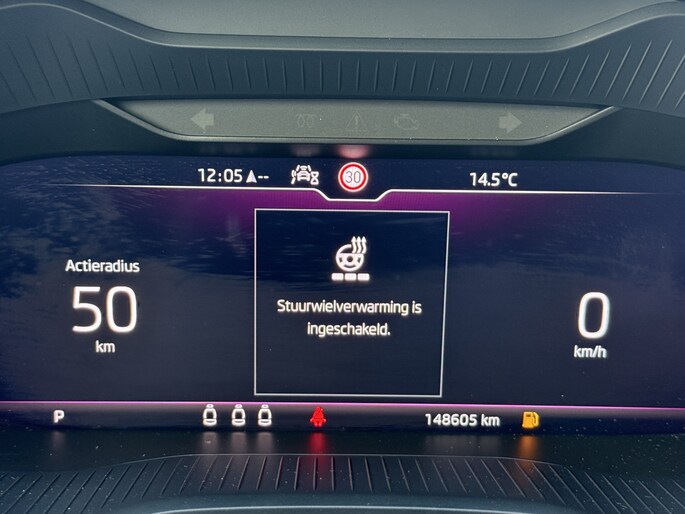 12:05 --
30
14.5°C
Actieradius
50
km
Stuurwielverwarming is
ingeschakeld.
0
km/h
P
148605 km